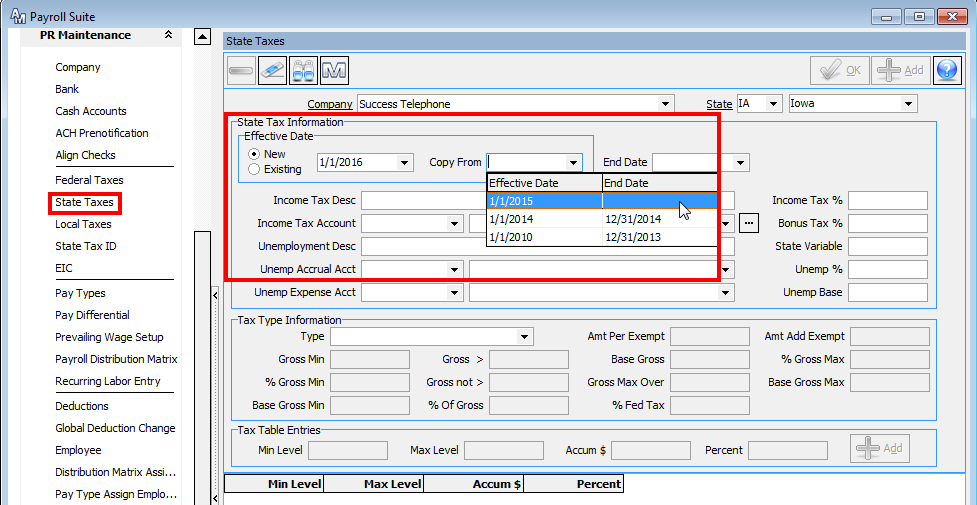 AM Payroll Suite
PR Maintenance
Company
Bank
Cash Accounts
ACH Prenotification
Align Checks
Federal Taxes
State Taxes
Local Taxes
State Tax ID
EIC
Pay Types
Pay Differential
Prevailing Wage Setup
Payroll Distribution Matrix
Recurring Labor Entry
Deductions
Global Deduction Change
Employee
Distribution Matrix Assi...
Pay Type Assign Emplo...
State Taxes
M OK Add ?
Company Success Telephone State IA Iowa
State Tax Information
Effective Date
New
Existing
1/1/2016 Copy From End Date
Effective Date End Date
1/1/2015
1/1/2014 12/31/2014
1/1/2010 12/31/2013
Income Tax Desc Income Tax %
Income Tax Account ... Bonus Tax %
Unemployment Desc State Variable
Unemp Accrual Acct Unemp %
Unemp Expense Acct Unemp Base
Tax Type Information
Type Amt Per Exempt Amt Add Exempt
Gross Min Gross > Base Gross % Gross Max
% Gross Min Gross not > Gross Max Over Base Gross Max
Base Gross Min % Of Gross % Fed Tax
Tax Table Entries
Min Level Max Level Accum $ Percent Add
Min Level Max Level Accum $ Percent